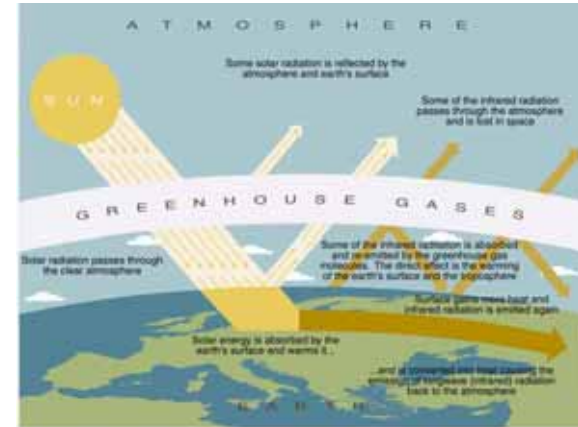 ATMOSPHERE
Some solar radiation is reflected by the
atmosphere and earth's surface
SUN
Some of the infrared radiation
passes through the atmosphere
and is lost in space
GREENHOUSE GASES
Solar radiation passes through
the clear atmosphere
Some of the infrared radiation is absorbed
and re-emitted by the greenhouse gas
molecules. The direct effect is the warming
of the earth's surface and the troposphere
Surface gains more heat and
infrared radiation is emitted again
Solar energy is absorbed by the
earth's surface and warms it...
...and is converted into heat causing the
emission of longwave (infrared) radiation
back to the atmosphere
EARTH